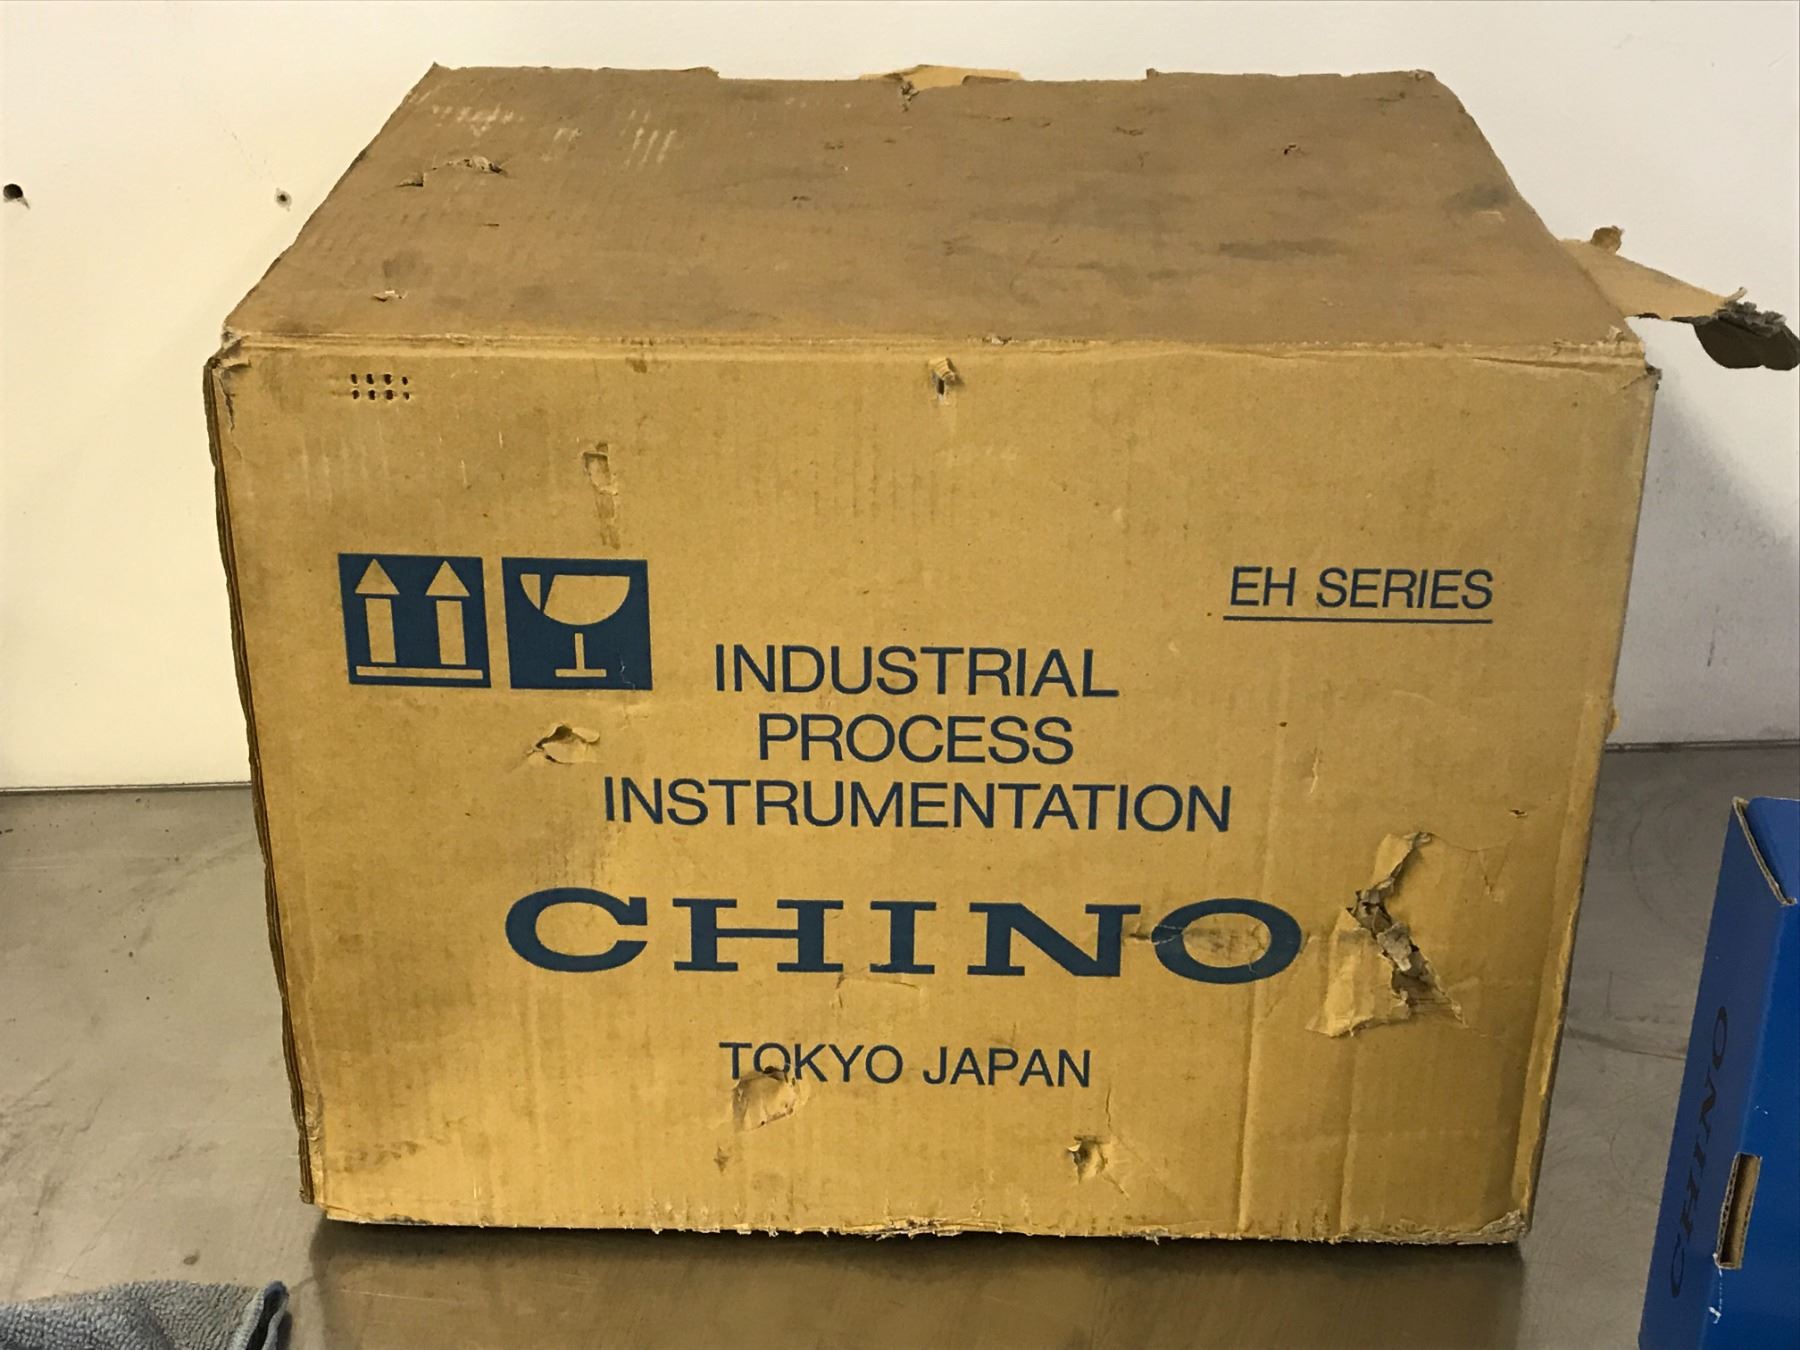 EH SERIES
INDUSTRIAL
PROCESS
INSTRUMENTATION
CHINO
TOKYO JAPAN
CHINO